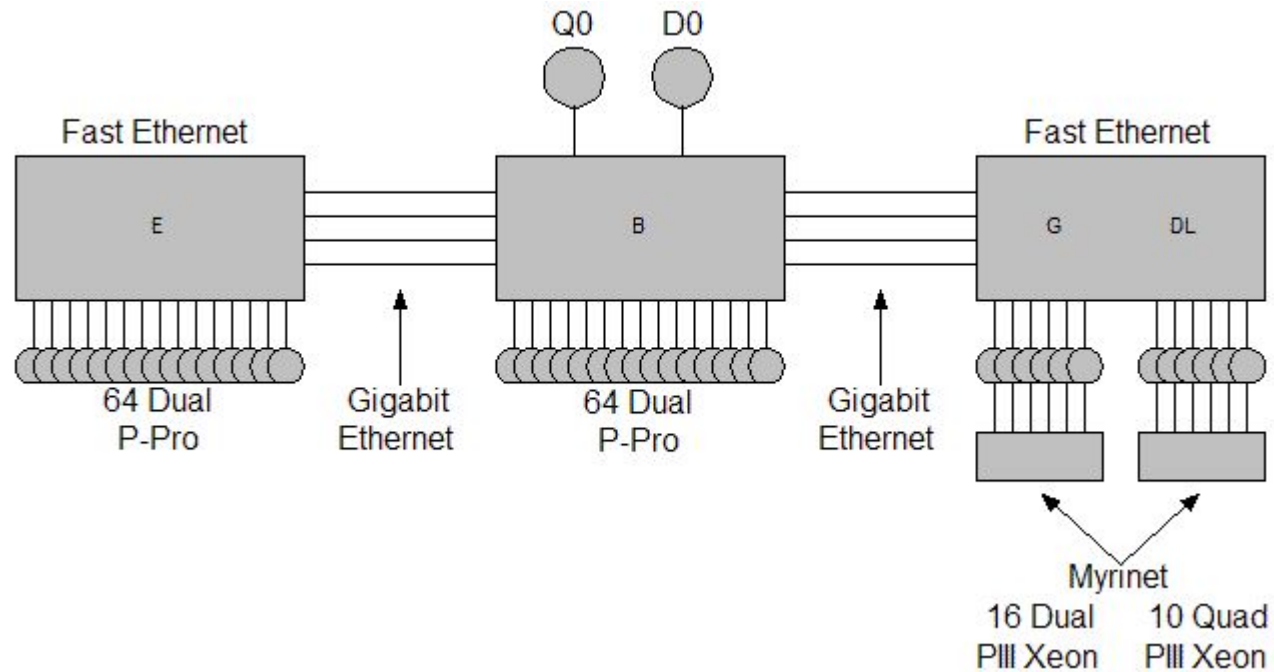 Q0 D0
Fast Ethernet
Fast Ethernet
E
B
G DL
64 Dual
P-Pro
Gigabit
Ethernet
64 Dual
P-Pro
Gigabit
Ethernet
Myrinet
16 Dual
PIII Xeon
10 Quad
PIII Xeon